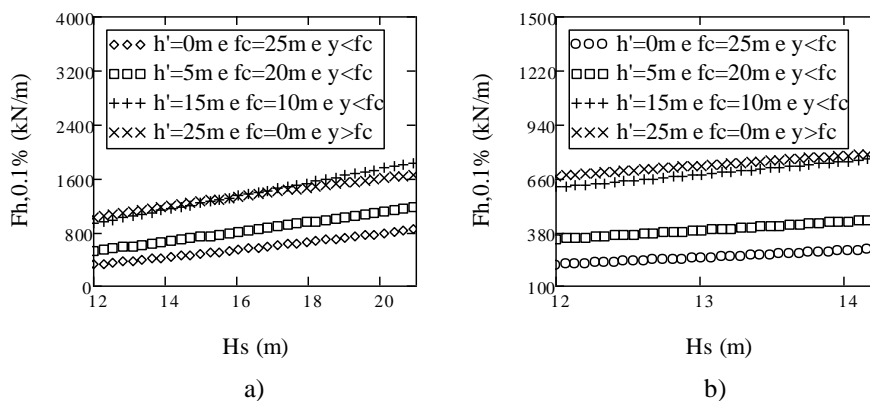 4000
3200
2400
1600
800
0
Fh,0.1% (kN/m)
h'=0m e fc=25m e y<fc
h'=5m e fc=20m e y<fc
h'=15m e fc=10m e y<fc
h'=25m e fc=0m e y>fc
12 14 16 18 20
Hs (m)
a)
1500
1220
940
660
380
100
Fh,0.1% (kN/m)
h'=0m e fc=25m e y<fc
h'=5m e fc=20m e y<fc
h'=15m e fc=10m e y<fc
h'=25m e fc=0m e y>fc
12 13 14
Hs (m)
b)